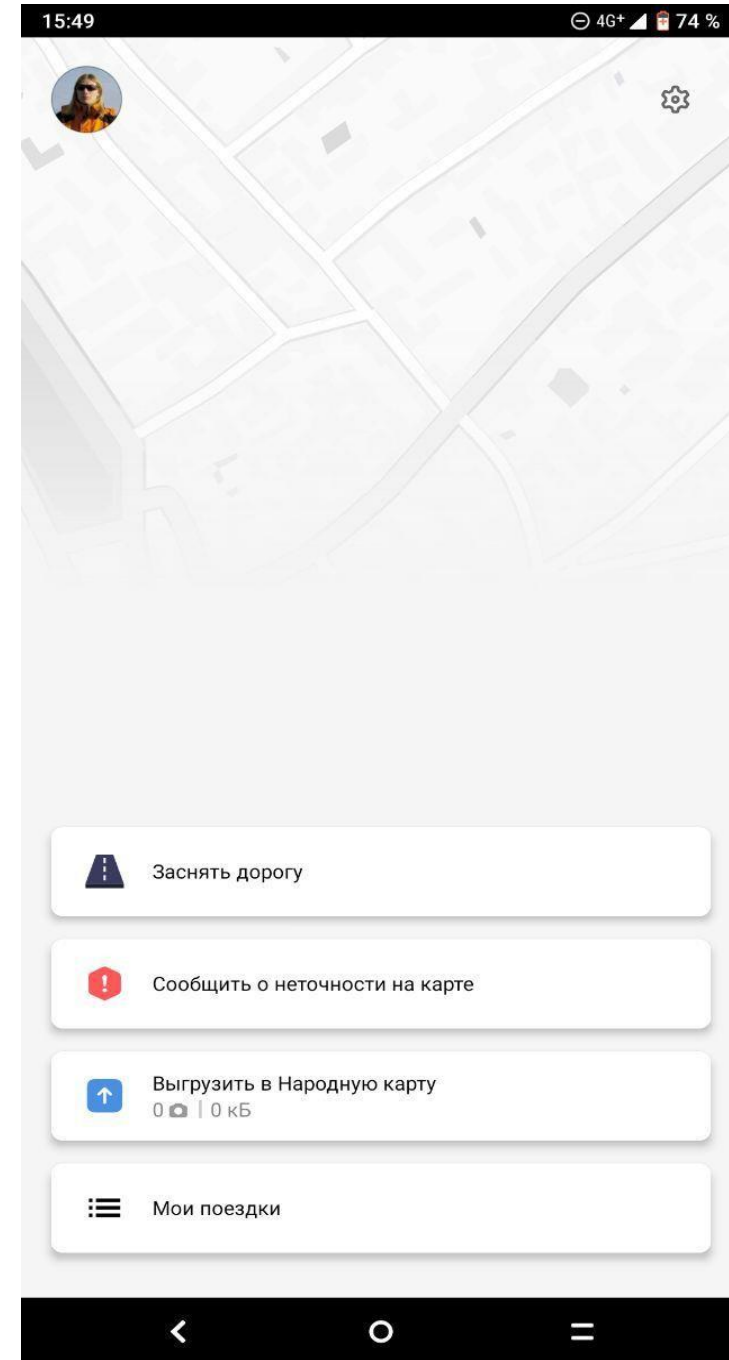 15:49
4G+ 74 %
Заснять дорогу
Сообщить о неточности на карте
Выгрузить в Народную карту
0 | 0 кБ
Мои поездки